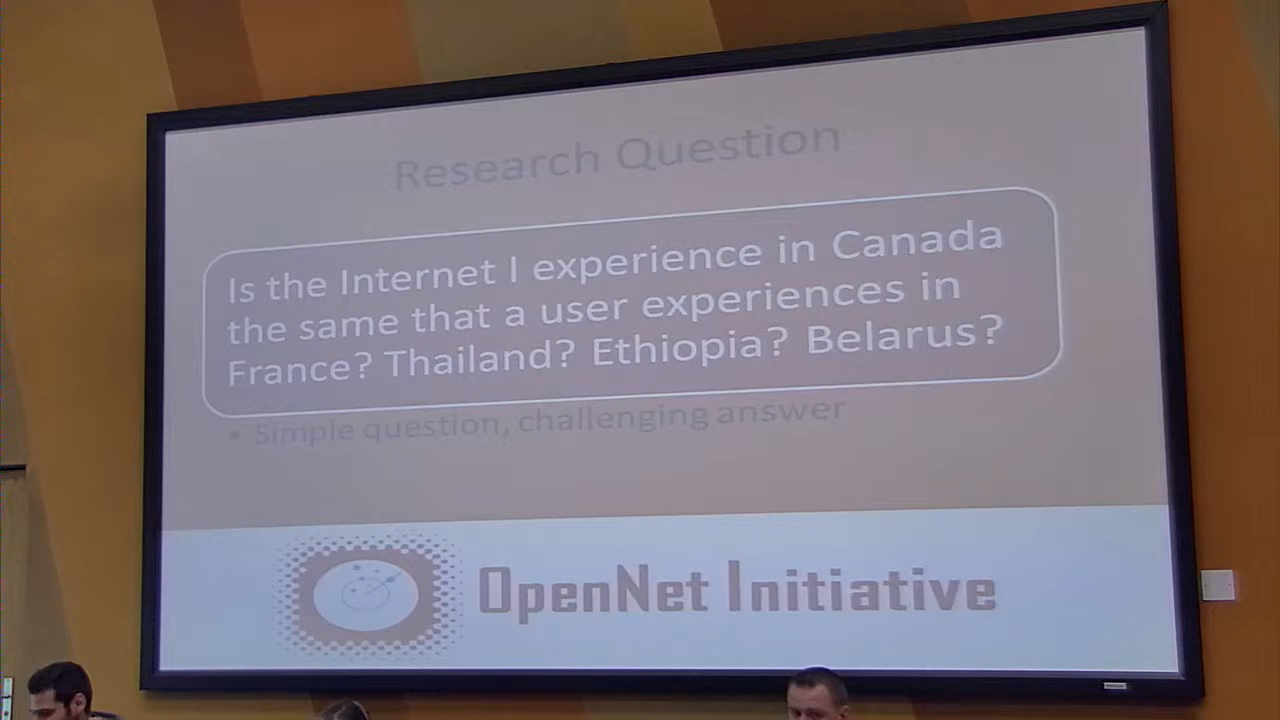 Research Question
Is the Internet I experience in Canada
the same that a user experiences in
France? Thailand? Ethiopia? Belarus?
• Simple question, challenging answer
OpenNet Initiative